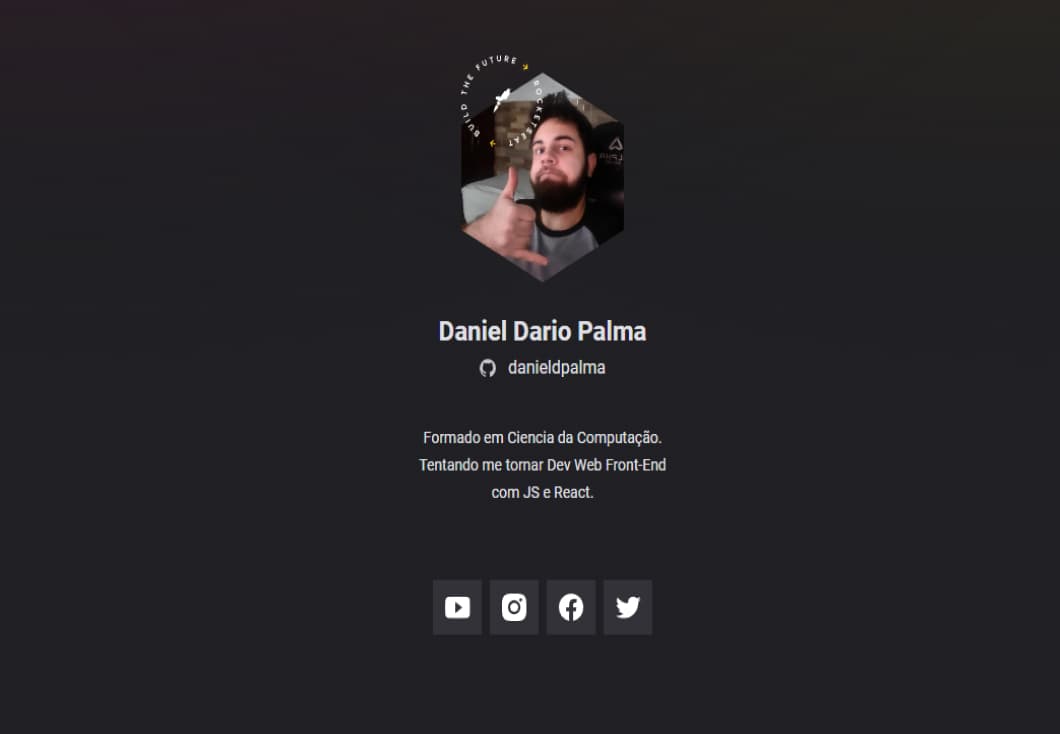 BUILD THE FUTURE
ROCKETSEAT
Daniel Dario Palma
danieldpalma
Formado em Ciencia da Computação.
Tentando me tornar Dev Web Front-End
com JS e React.